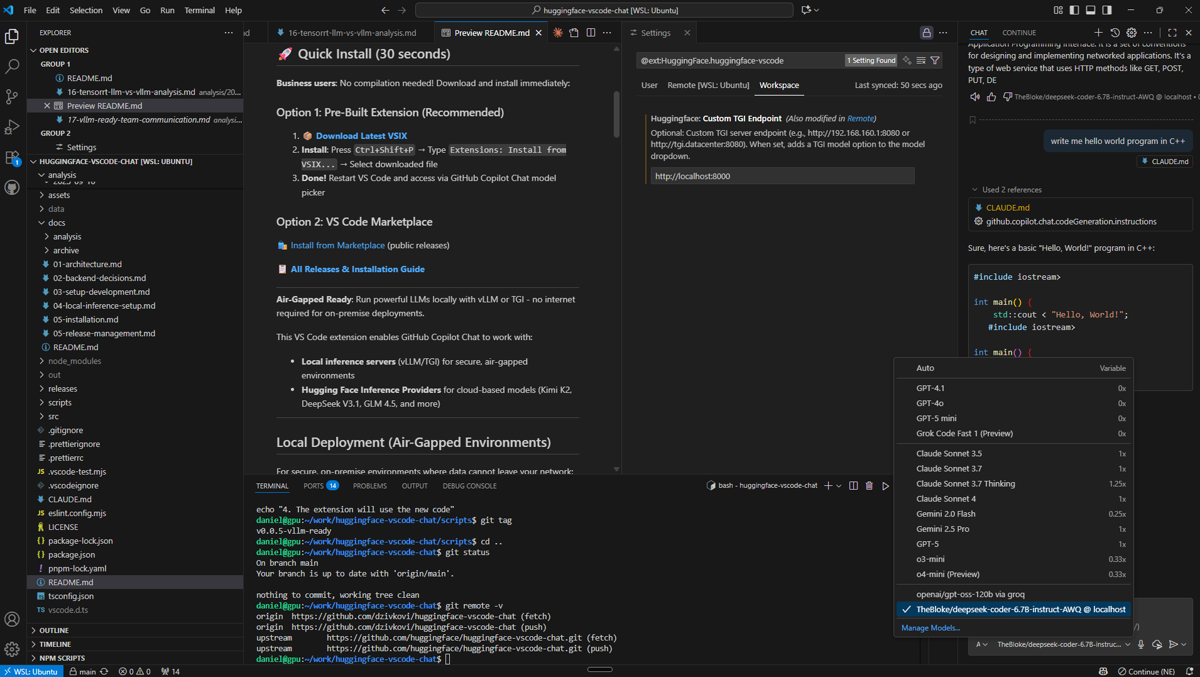 File Edit Selection View Go Run Terminal Help
huggingface-vscode-chat [WSL: Ubuntu]
EXPLORER
OPEN EDITORS
GROUP 1
README.md
16-tensorrt-llm-vs-vllm-analysis.md analysis/20...
Preview README.md
17-vllm-ready-team-communication.md analysi...
GROUP 2
Settings
HUGGINGFACE-VSCODE-CHAT [WSL: UBUNTU]
analysis
assets
data
docs
analysis
archive
01-architecture.md
02-backend-decisions.md
03-setup-development.md
04-local-inference-setup.md
05-installation.md
05-release-management.md
README.md
node_modules
out
releases
scripts
src
.gitignore
.prettierignore
.prettierrc
.vscode-test.mjs
.vscodeignore
CLAUDE.md
eslint.config.mjs
LICENSE
package-lock.json
package.json
pnpm-lock.yaml
README.md
tsconfig.json
vscode.d.ts
OUTLINE
TIMELINE
NPM SCRIPTS
16-tensorrt-llm-vs-vllm-analysis.md
Preview README.md
🚀 Quick Install (30 seconds)
Business users: No compilation needed! Download and install immediately:
Option 1: Pre-Built Extension (Recommended)
1. 📦 Download Latest VSIX
2. Install: Press Ctrl+Shift+P → Type Extensions: Install from
VSIX... → Select downloaded file
3. Done! Restart VS Code and access via GitHub Copilot Chat model
picker
Option 2: VS Code Marketplace
🛍️ Install from Marketplace (public releases)
📋 All Releases & Installation Guide
Air-Gapped Ready: Run powerful LLMs locally with vLLM or TGI - no internet
required for on-premise deployments.
This VS Code extension enables GitHub Copilot Chat to work with:
• Local inference servers (vLLM/TGI) for secure, air-gapped
environments
• Hugging Face Inference Providers for cloud-based models (Kimi K2,
DeepSeek V3.1, GLM 4.5, and more)
Local Deployment (Air-Gapped Environments)
For secure, on-premise environments where data cannot leave your network:
Settings
@ext:HuggingFace.huggingface-vscode
1 Setting Found
User Remote [WSL: Ubuntu] Workspace
Last synced: 50 secs ago
Huggingface: Custom TGI Endpoint (Also modified in Remote)
Optional: Custom TGI server endpoint (e.g., http://192.168.160.1:8080 or
http://tgi.datacenter:8080). When set, adds a TGI model option to the model
dropdown.
http://localhost:8000
TERMINAL PORTS 14 PROBLEMS OUTPUT DEBUG CONSOLE
bash - huggingface-vscode-chat
echo "4. The extension will use the new code"
daniel@gpu:~/work/huggingface-vscode-chat/scripts$ git tag
v0.0.5-vllm-ready
daniel@gpu:~/work/huggingface-vscode-chat/scripts$ cd ..
daniel@gpu:~/work/huggingface-vscode-chat$ git status
On branch main
Your branch is up to date with 'origin/main'.
nothing to commit, working tree clean
daniel@gpu:~/work/huggingface-vscode-chat$ git remote -v
origin https://github.com/dzivkovi/huggingface-vscode-chat (fetch)
origin https://github.com/dzivkovi/huggingface-vscode-chat (push)
upstream https://github.com/huggingface/huggingface-vscode-chat.git (fetch)
upstream https://github.com/huggingface/huggingface-vscode-chat.git (push)
daniel@gpu:~/work/huggingface-vscode-chat$
CHAT CONTINUE
Application Programming Interface. It is a set of conventions
for designing and implementing networked applications. It's a
type of web service that uses HTTP methods like GET, POST,
PUT, DE
TheBloke/deepseek-coder-6.7B-instruct-AWQ @ localhost
write me hello world program in C++
CLAUDE.md
Used 2 references
CLAUDE.md
github.copilot.chat.codeGeneration.instructions
Sure, here's a basic "Hello, World!" program in C++:
#include iostream>
int main() {
std::cout < "Hello, World!";
#include iostream>
int main() {
Auto Variable
GPT-4.1 0x
GPT-4o 0x
GPT-5 mini 0x
Grok Code Fast 1 (Preview) 0x
Claude Sonnet 3.5 1x
Claude Sonnet 3.7 1x
Claude Sonnet 3.7 Thinking 1.25x
Claude Sonnet 4 1x
Gemini 2.0 Flash 0.25x
Gemini 2.5 Pro 1x
GPT-5 1x
o3-mini 0.33x
o4-mini (Preview) 0.33x
openai/gpt-oss-120b via groq
TheBloke/deepseek-coder-6.7B-instruct-AWQ @ localhost
Manage Models...
TheBloke/deepseek-coder-6.7B-instruc...
WSL: Ubuntu main 0 0 14
Continue (NE)